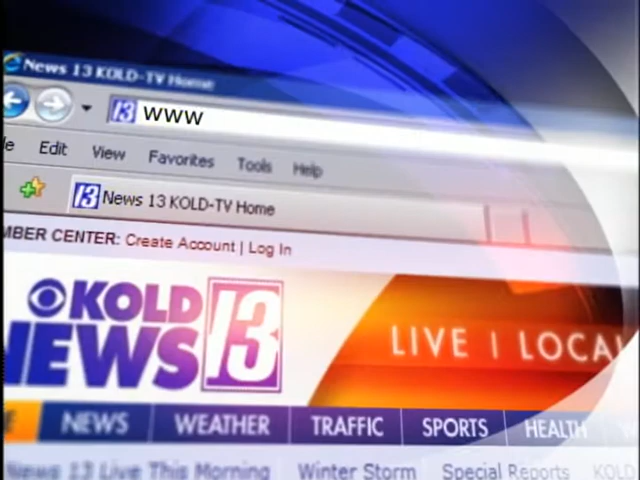 News 13 KOLD-TV Home
13 www
Edit View Favorites Tools Help
13 News 13 KOLD-TV Home
MBER CENTER: Create Account | Log In
KOLD
NEWS 13
LIVE | LOCAL
NEWS WEATHER TRAFFIC SPORTS HEALTH
News 13 Live This Morning Winter Storm Special Reports KOLD